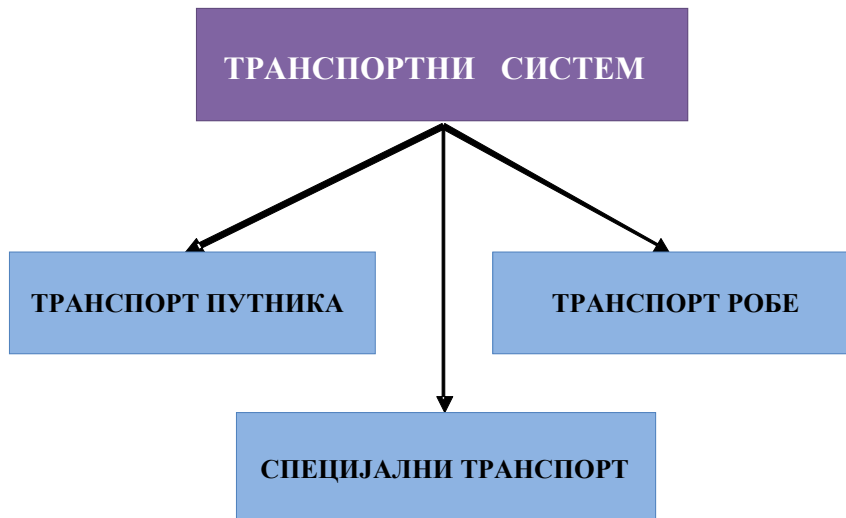 ТРАНСПОРТНИ СИСТЕМ
ТРАНСПОРТ ПУТНИКА
ТРАНСПОРТ РОБЕ
СПЕЦИЈАЛНИ ТРАНСПОРТ